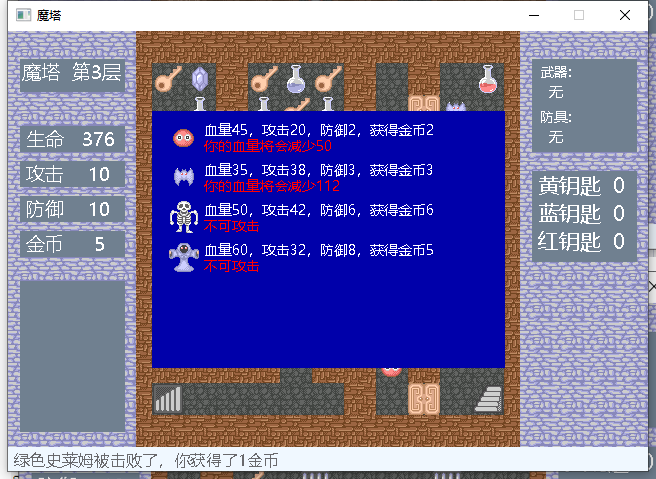 魔塔
魔塔 第3层
生命 376
攻击 10
防御 10
金币 5
血量45，攻击20，防御2，获得金币2
你的血量将会减少50
血量35，攻击38，防御3，获得金币3
你的血量将会减少112
血量50，攻击42，防御6，获得金币6
不可攻击
血量60，攻击32，防御8，获得金币5
不可攻击
武器:
无
防具:
无
黄钥匙 0
蓝钥匙 0
红钥匙 0
绿色史莱姆被击败了，你获得了1金币